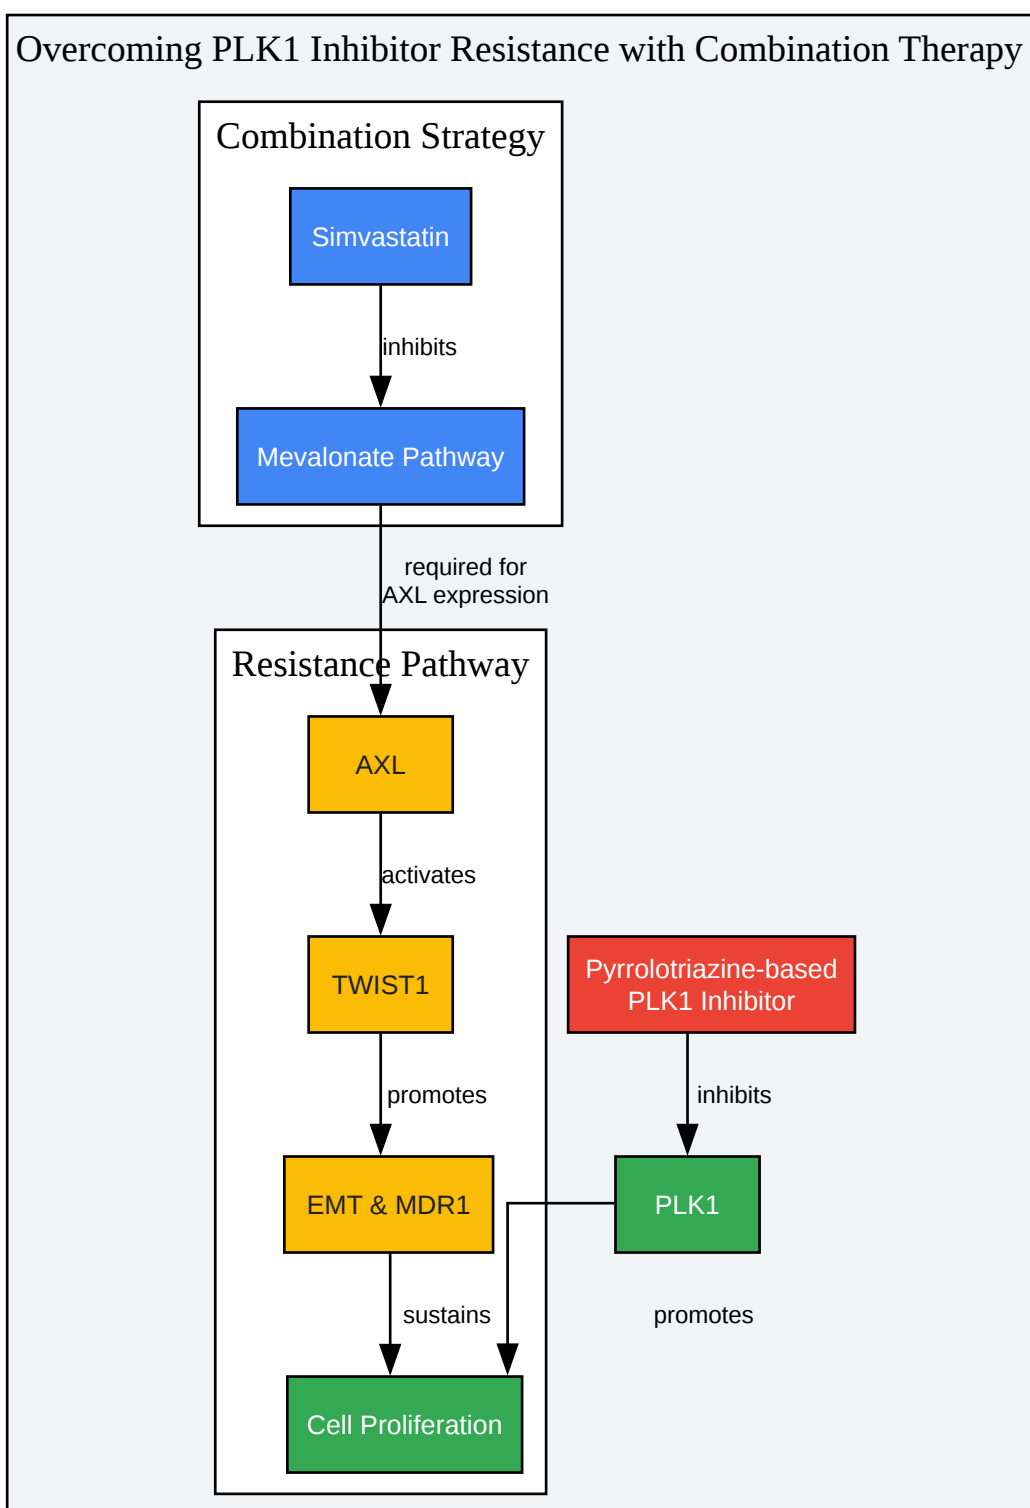 Overcoming PLK1 Inhibitor Resistance with Combination Therapy
Combination Strategy
Simvastatin
inhibits
Mevalonate Pathway
required for
AXL expression
Resistance Pathway
AXL
activates
TWIST1
Pyrrolotriazine-based
PLK1 Inhibitor
promotes
inhibits
EMT & MDR1
PLK1
sustains
promotes
Cell Proliferation